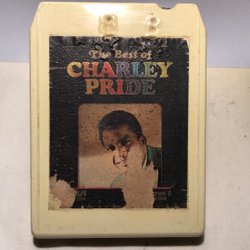 The Best of
CHARLEY
PRIDE